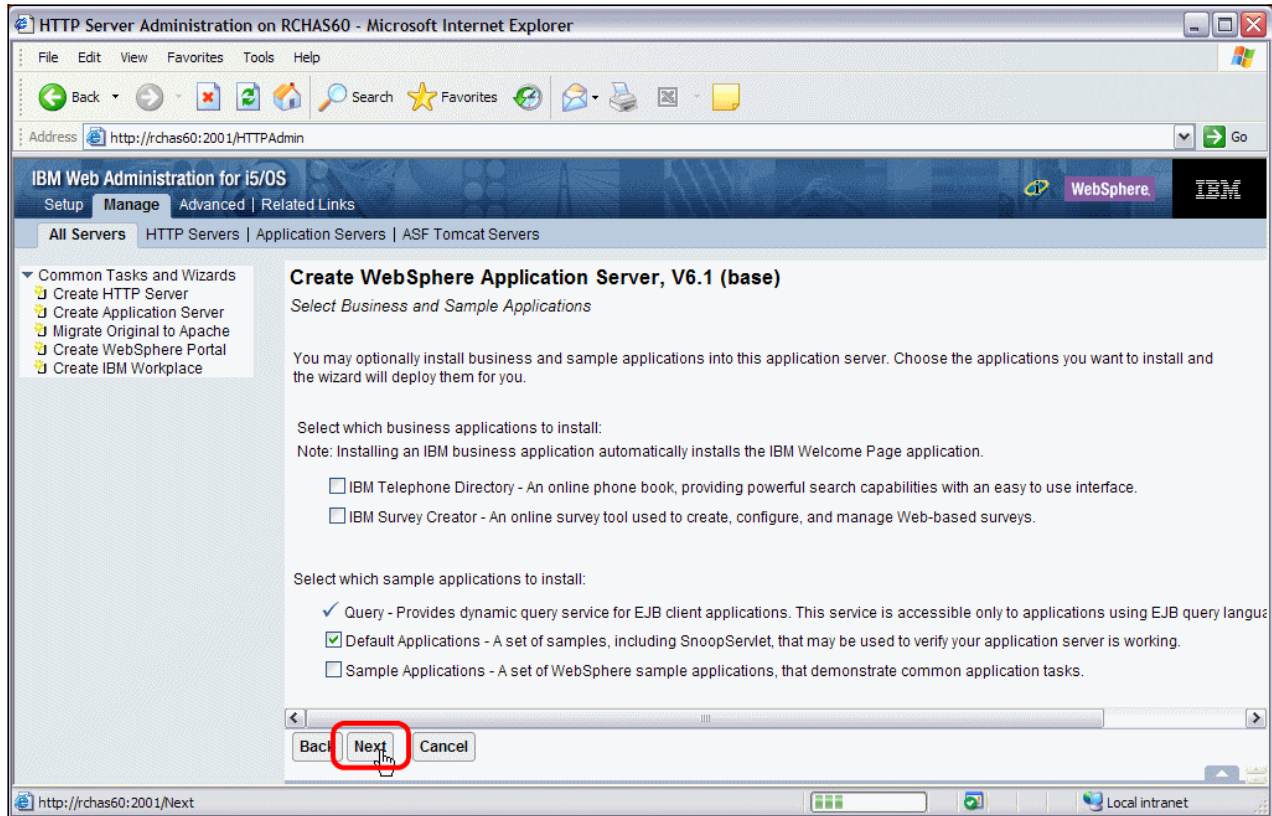 HTTP Server Administration on RCHAS60 - Microsoft Internet Explorer
File Edit View Favorites Tools Help
Back Search Favorites
Address http://rchas60:2001/HTTPAdmin Go
IBM Web Administration for i5/OS
WebSphere. IBM
Setup Manage Advanced | Related Links
All Servers HTTP Servers | Application Servers | ASF Tomcat Servers
Common Tasks and Wizards
Create HTTP Server
Create Application Server
Migrate Original to Apache
Create WebSphere Portal
Create IBM Workplace
Create WebSphere Application Server, V6.1 (base)
Select Business and Sample Applications
You may optionally install business and sample applications into this application server. Choose the applications you want to install and
the wizard will deploy them for you.
Select which business applications to install:
Note: Installing an IBM business application automatically installs the IBM Welcome Page application.
IBM Telephone Directory - An online phone book, providing powerful search capabilities with an easy to use interface.
IBM Survey Creator - An online survey tool used to create, configure, and manage Web-based surveys.
Select which sample applications to install:
Query - Provides dynamic query service for EJB client applications. This service is accessible only to applications using EJB query langua
Default Applications - A set of samples, including SnoopServlet, that may be used to verify your application server is working.
Sample Applications - A set of WebSphere sample applications, that demonstrate common application tasks.
Back Next Cancel
http://rchas60:2001/Next Local intranet